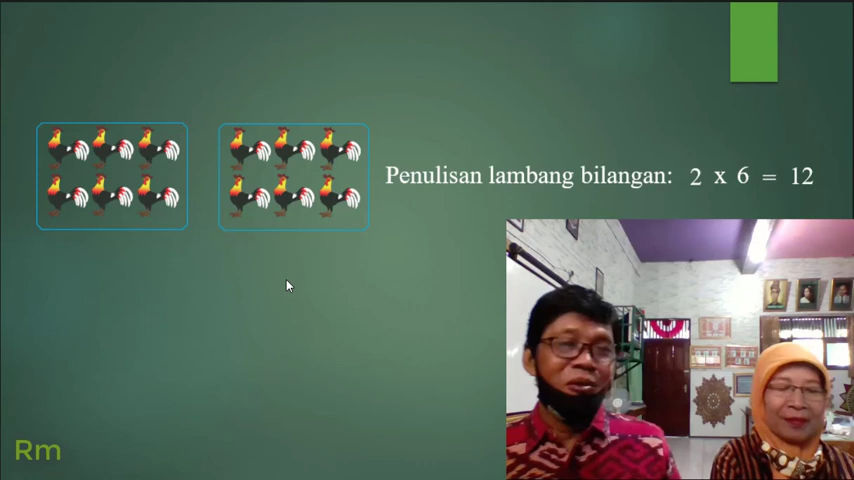 Penulisan lambang bilangan: 2 x 6 = 12
Rm